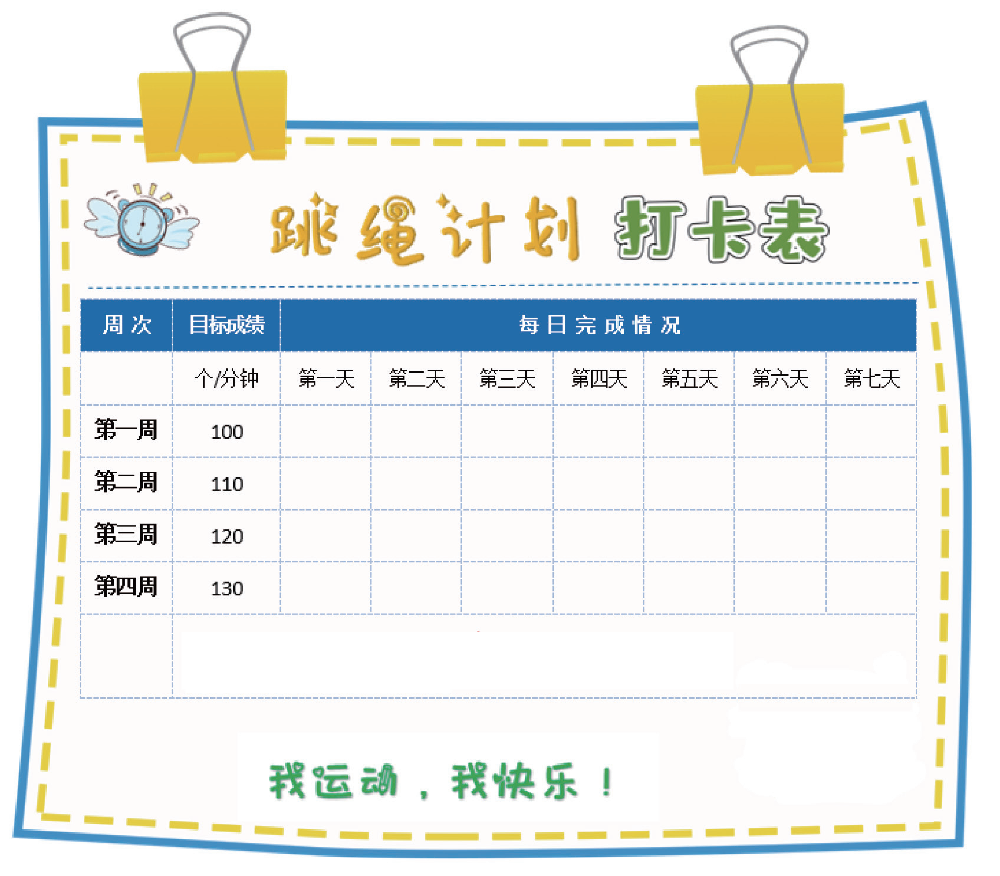 跳绳计划 打卡表
周次 目标成绩 每日完成情况
个/分钟 第一天 第二天 第三天 第四天 第五天 第六天 第七天
第一周 100
第二周 110
第三周 120
第四周 130
我运动，我快乐！